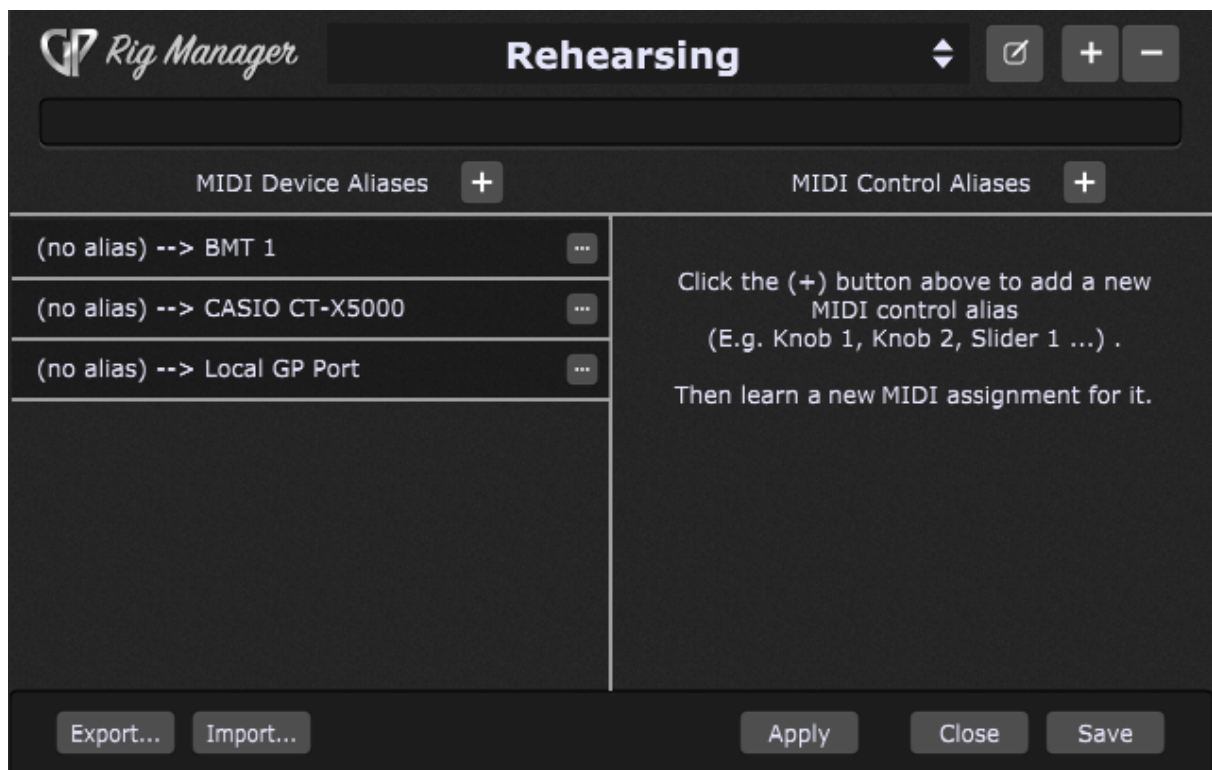 GP Rig Manager
Rehearsing
+ −
MIDI Device Aliases +
MIDI Control Aliases +
(no alias) --> BMT 1 ...
(no alias) --> CASIO CT-X5000 ...
(no alias) --> Local GP Port ...
Click the (+) button above to add a new
MIDI control alias
(E.g. Knob 1, Knob 2, Slider 1 ...) .
Then learn a new MIDI assignment for it.
Export... Import... Apply Close Save